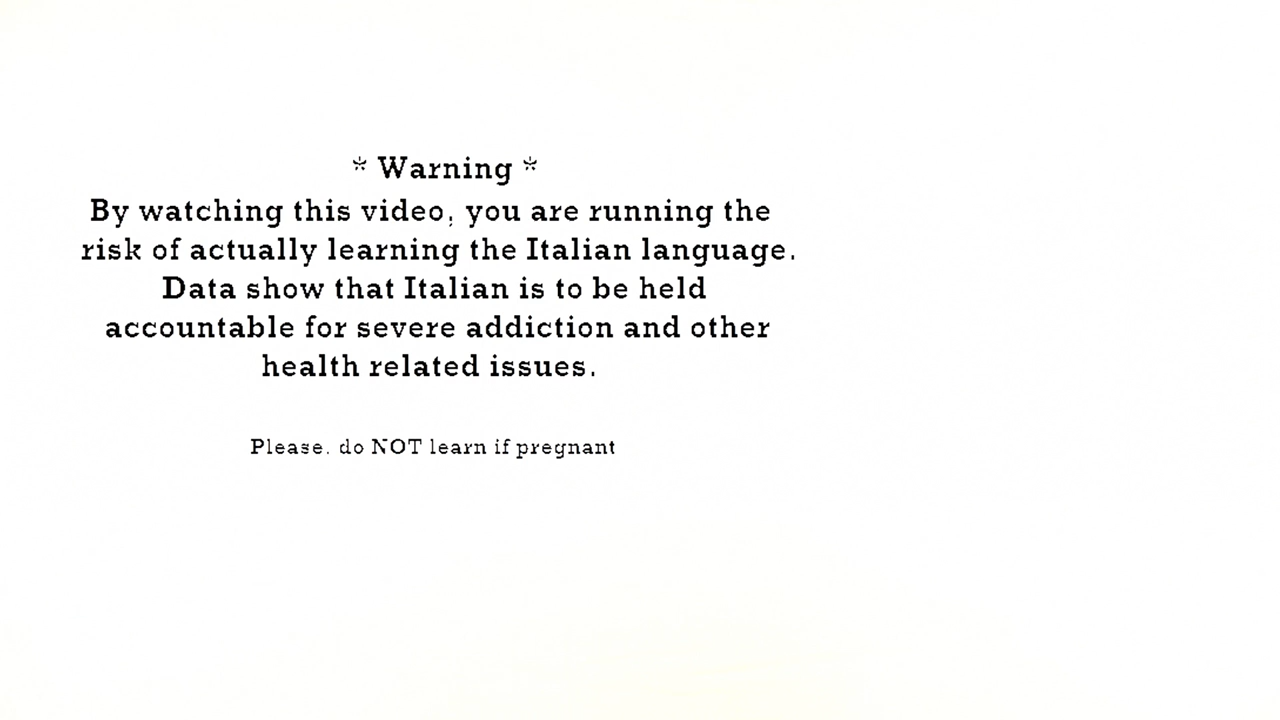 * Warning *
By watching this video, you are running the
risk of actually learning the Italian language.
Data show that Italian is to be held
accountable for severe addiction and other
health related issues.
Please, do NOT learn if pregnant